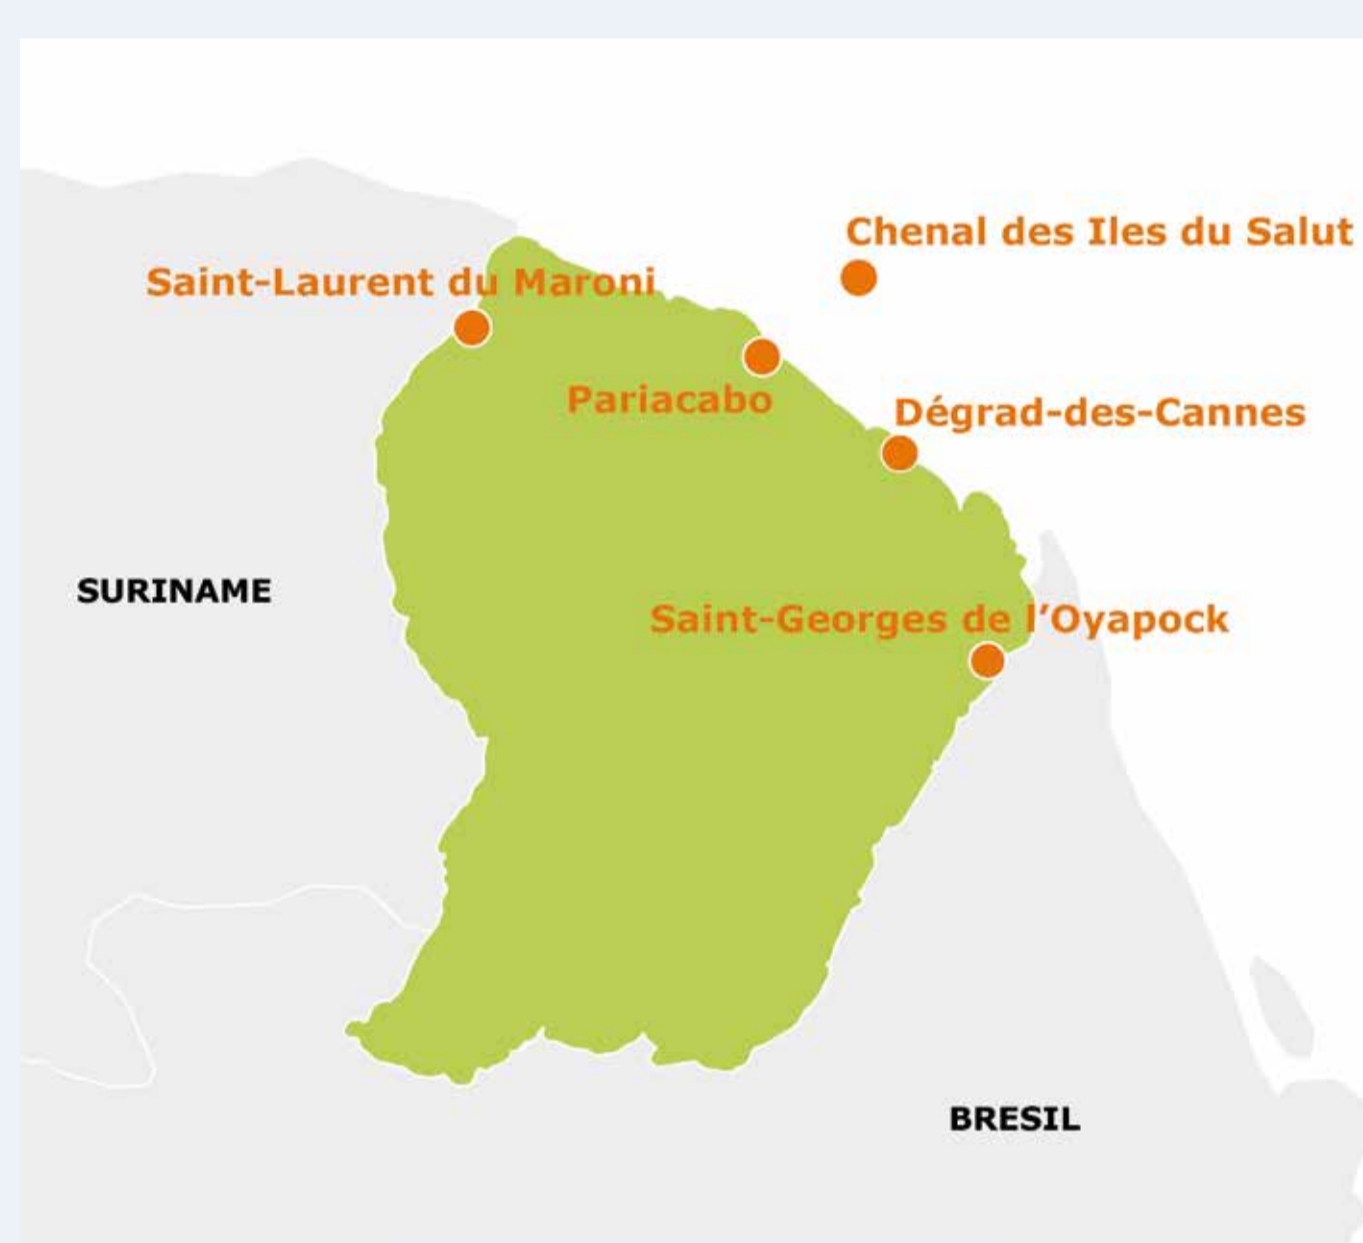 Chenal des Iles du Salut
Saint-Laurent du Maroni
Pariacabo
Dégrad-des-Cannes
SURINAME
Saint-Georges de l’Oyapock
BRESIL